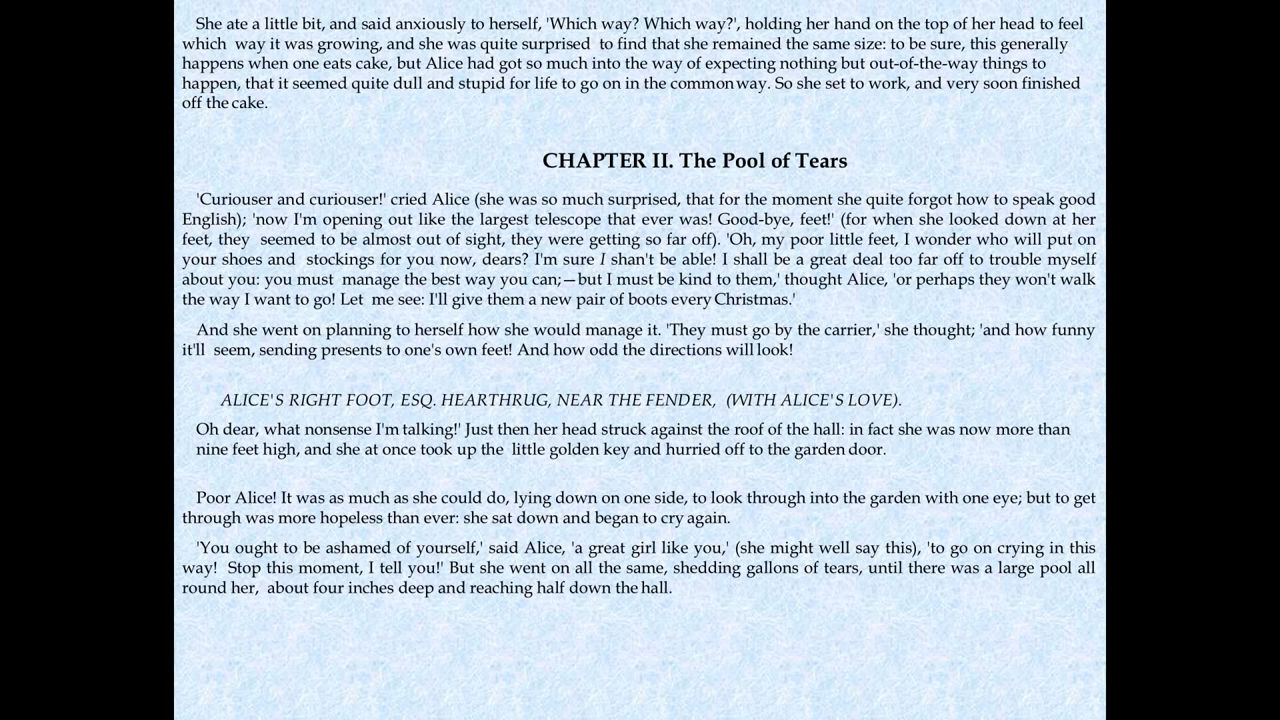 She ate a little bit, and said anxiously to herself, 'Which way? Which way?', holding her hand on the top of her head to feel
which way it was growing, and she was quite surprised to find that she remained the same size: to be sure, this generally
happens when one eats cake, but Alice had got so much into the way of expecting nothing but out-of-the-way things to
happen, that it seemed quite dull and stupid for life to go on in the common way. So she set to work, and very soon finished
off the cake.
CHAPTER II. The Pool of Tears
'Curiouser and curiouser!' cried Alice (she was so much surprised, that for the moment she quite forgot how to speak good
English); 'now I'm opening out like the largest telescope that ever was! Good-bye, feet!' (for when she looked down at her
feet, they seemed to be almost out of sight, they were getting so far off). 'Oh, my poor little feet, I wonder who will put on
your shoes and stockings for you now, dears? I'm sure I shan't be able! I shall be a great deal too far off to trouble myself
about you: you must manage the best way you can;—but I must be kind to them,' thought Alice, 'or perhaps they won't walk
the way I want to go! Let me see: I'll give them a new pair of boots every Christmas.'
And she went on planning to herself how she would manage it. 'They must go by the carrier,' she thought; 'and how funny
it'll seem, sending presents to one's own feet! And how odd the directions will look!
ALICE'S RIGHT FOOT, ESQ. HEARTHRUG, NEAR THE FENDER, (WITH ALICE'S LOVE).
Oh dear, what nonsense I'm talking!' Just then her head struck against the roof of the hall: in fact she was now more than
nine feet high, and she at once took up the little golden key and hurried off to the garden door.
Poor Alice! It was as much as she could do, lying down on one side, to look through into the garden with one eye; but to get
through was more hopeless than ever: she sat down and began to cry again.
'You ought to be ashamed of yourself,' said Alice, 'a great girl like you,' (she might well say this), 'to go on crying in this
way! Stop this moment, I tell you!' But she went on all the same, shedding gallons of tears, until there was a large pool all
round her, about four inches deep and reaching half down the hall.